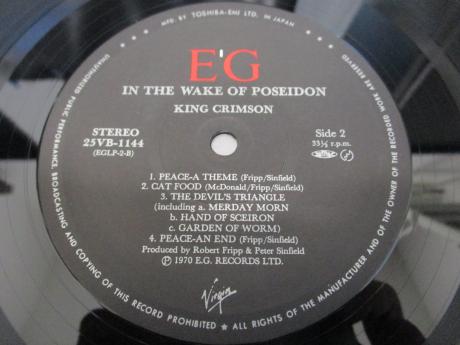 MFD. BY TOSHIBA-EMI LTD. IN JAPAN
E'G
IN THE WAKE OF POSEIDON
KING CRIMSON
STEREO
25VB-1144
(EGLP-2-B)
Side 2
33⅓ r.p.m.
1. PEACE-A THEME (Fripp/Sinfield)
2. CAT FOOD (McDonald/Fripp/Sinfield)
3. THE DEVIL'S TRIANGLE
(including a. MERDAY MORN
b. HAND OF SCEIRON
c. GARDEN OF WORM)
4. PEACE-AN END (Fripp/Sinfield)
Produced by Robert Fripp & Peter Sinfield
Ⓟ 1970 E.G. RECORDS LTD.
Virgin
UNAUTHORIZED PUBLIC PERFORMANCE, BROADCASTING AND COPYING OF THIS RECORD PROHIBITED ★ ALL RIGHTS OF THE MANUFACTURER AND OF THE OWNER OF THE RECORDED WORK ARE RESERVED